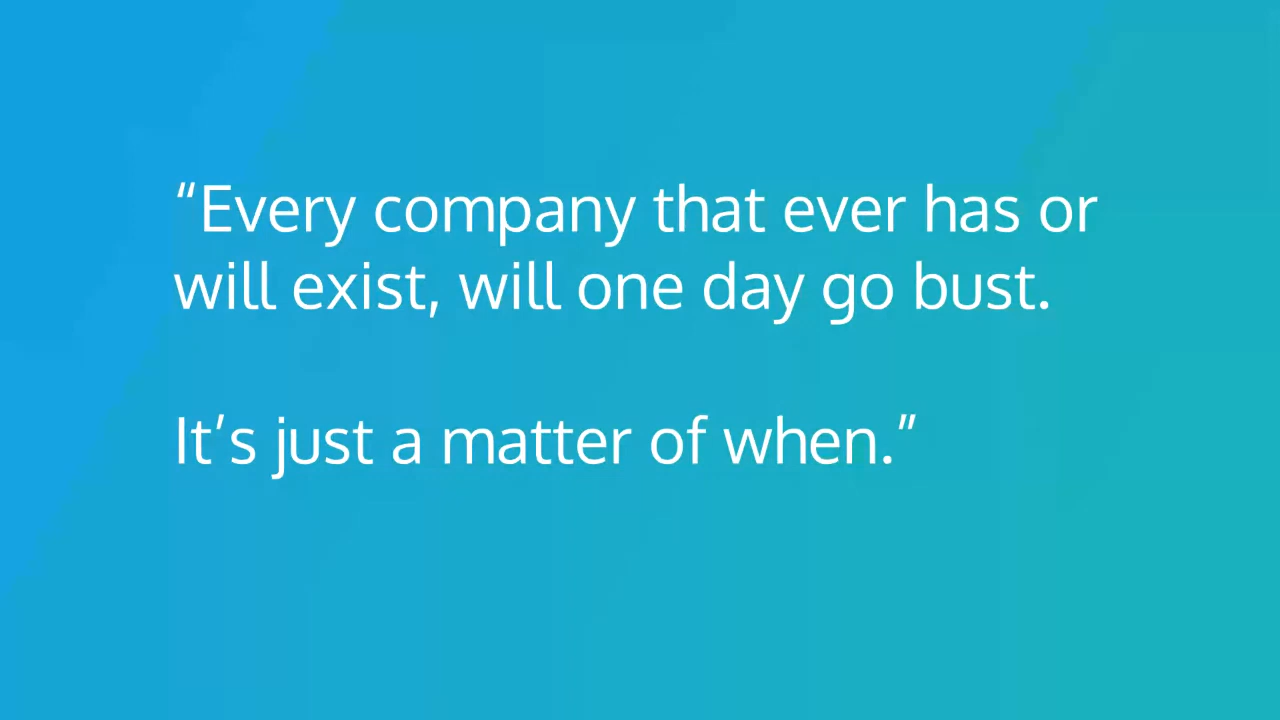 “Every company that ever has or
will exist, will one day go bust.
It’s just a matter of when.”